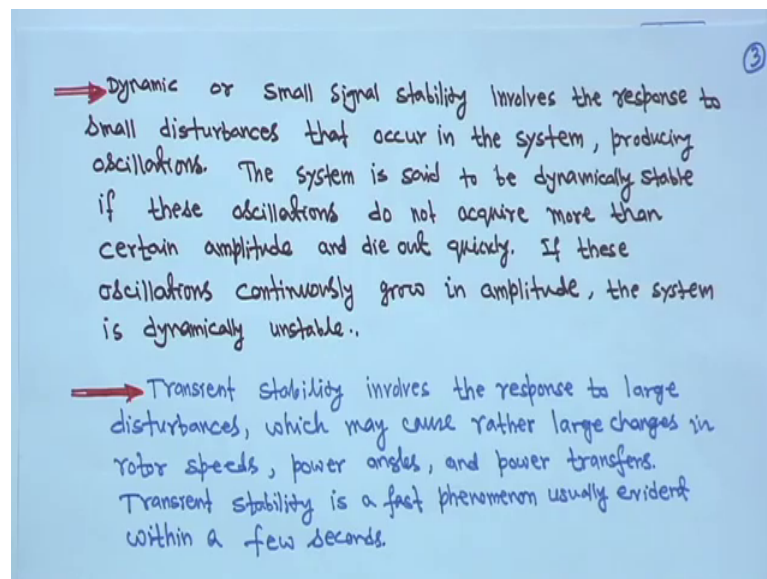 3
Dynamic or small signal stability involves the response to
small disturbances that occur in the system, producing
oscillations. The system is said to be dynamically stable
if these oscillations do not acquire more than
certain amplitude and die out quickly. If these
oscillations continuously grow in amplitude, the system
is dynamically unstable..
Transient stability involves the response to large
disturbances, which may cause rather large changes in
rotor speeds, power angles, and power transfers.
Transient stability is a fast phenomenon usually evident
within a few seconds.